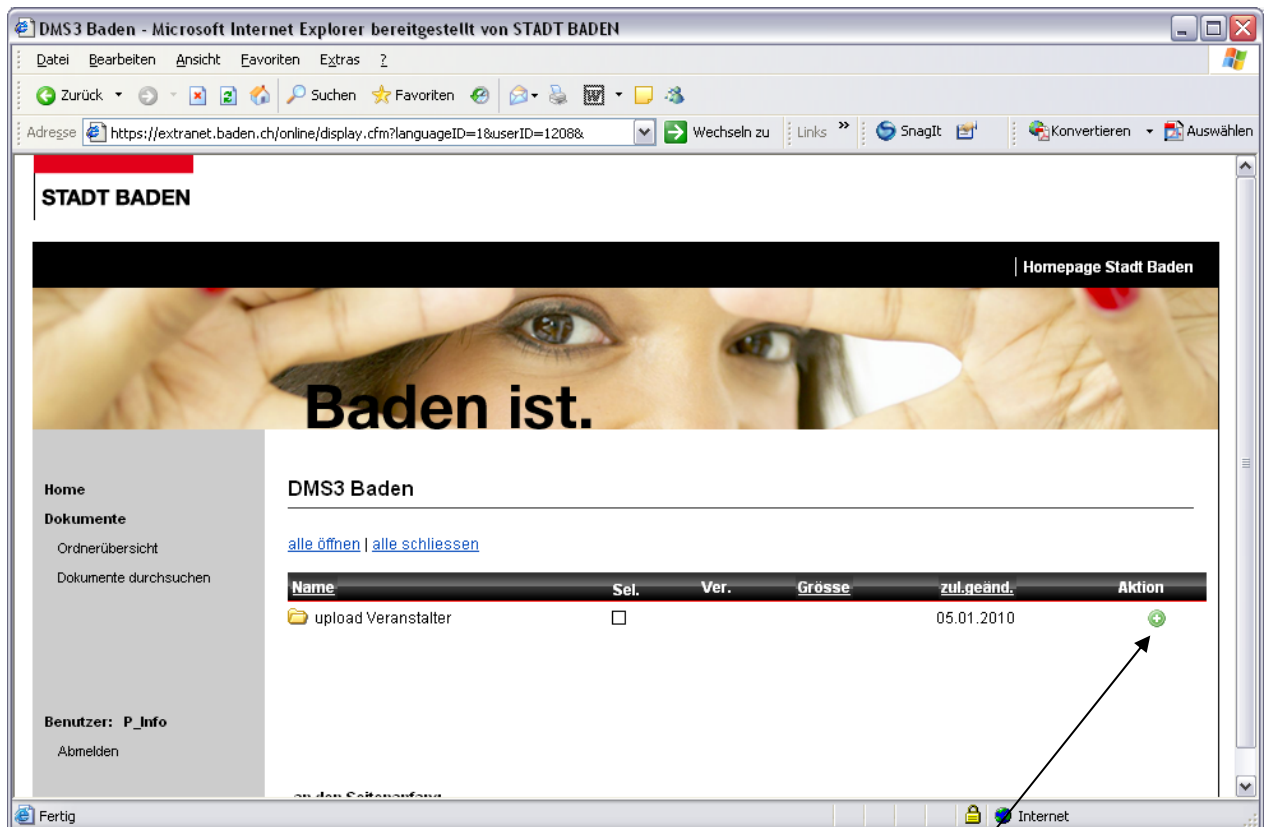 DMS3 Baden - Microsoft Internet Explorer bereitgestellt von STADT BADEN
Datei Bearbeiten Ansicht Favoriten Extras ?
Zurück Suchen Favoriten
Adresse https://extranet.baden.ch/online/display.cfm?languageID=1&userID=1208& Wechseln zu Links » SnagIt Konvertieren Auswählen
STADT BADEN
Homepage Stadt Baden
Baden ist.
Home
DMS3 Baden
Dokumente
Ordnerübersicht
alle öffnen | alle schliessen
Dokumente durchsuchen
Name Sel. Ver. Grösse zul.geänd. Aktion
upload Veranstalter 05.01.2010
Benutzer: P_Info
Abmelden
an den Seitenanfang
Fertig Internet